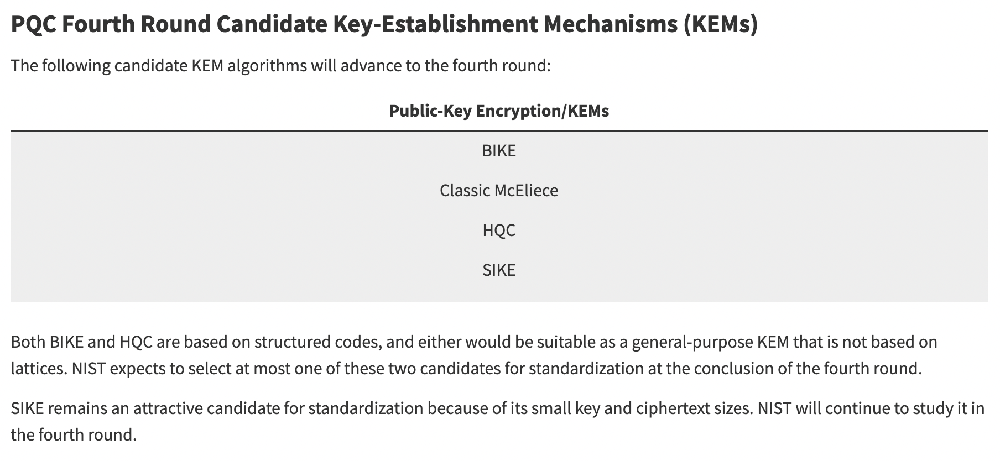 PQC Fourth Round Candidate Key-Establishment Mechanisms (KEMs)
The following candidate KEM algorithms will advance to the fourth round:
Public-Key Encryption/KEMs
BIKE
Classic McEliece
HQC
SIKE
Both BIKE and HQC are based on structured codes, and either would be suitable as a general-purpose KEM that is not based on
lattices. NIST expects to select at most one of these two candidates for standardization at the conclusion of the fourth round.
SIKE remains an attractive candidate for standardization because of its small key and ciphertext sizes. NIST will continue to study it in
the fourth round.